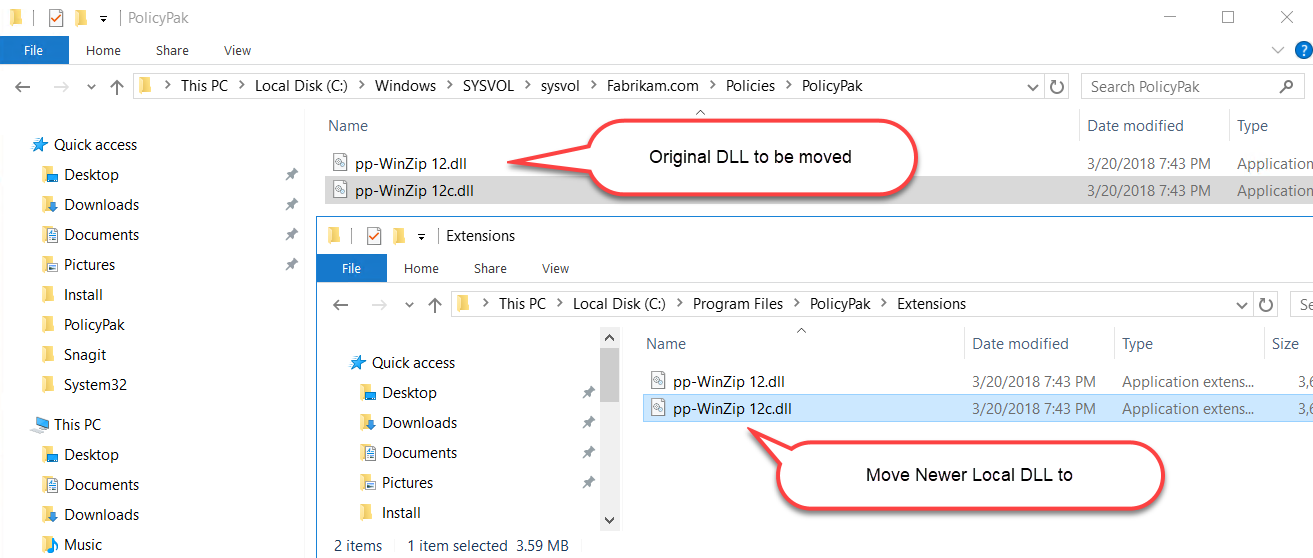 PolicyPak
File Home Share View
This PC Local Disk (C:) Windows SYSVOL sysvol Fabrikam.com Policies PolicyPak Search PolicyPak
Name Date modified Type
Quick access
Desktop
Downloads
Documents
Pictures
Install
PolicyPak
Snagit
System32
This PC
Desktop
Documents
Downloads
Music
pp-WinZip 12.dll 3/20/2018 7:43 PM Application
pp-WinZip 12c.dll 3/20/2018 7:43 PM Application
Original DLL to be moved
Extensions
File Home Share View
This PC Local Disk (C:) Program Files PolicyPak Extensions Se
Name Date modified Type Size
Quick access
Desktop
Downloads
Documents
Pictures
Install
pp-WinZip 12.dll 3/20/2018 7:43 PM Application extens... 3,6
pp-WinZip 12c.dll 3/20/2018 7:43 PM Application extens... 3,6
Move Newer Local DLL to
2 items 1 item selected 3.59 MB